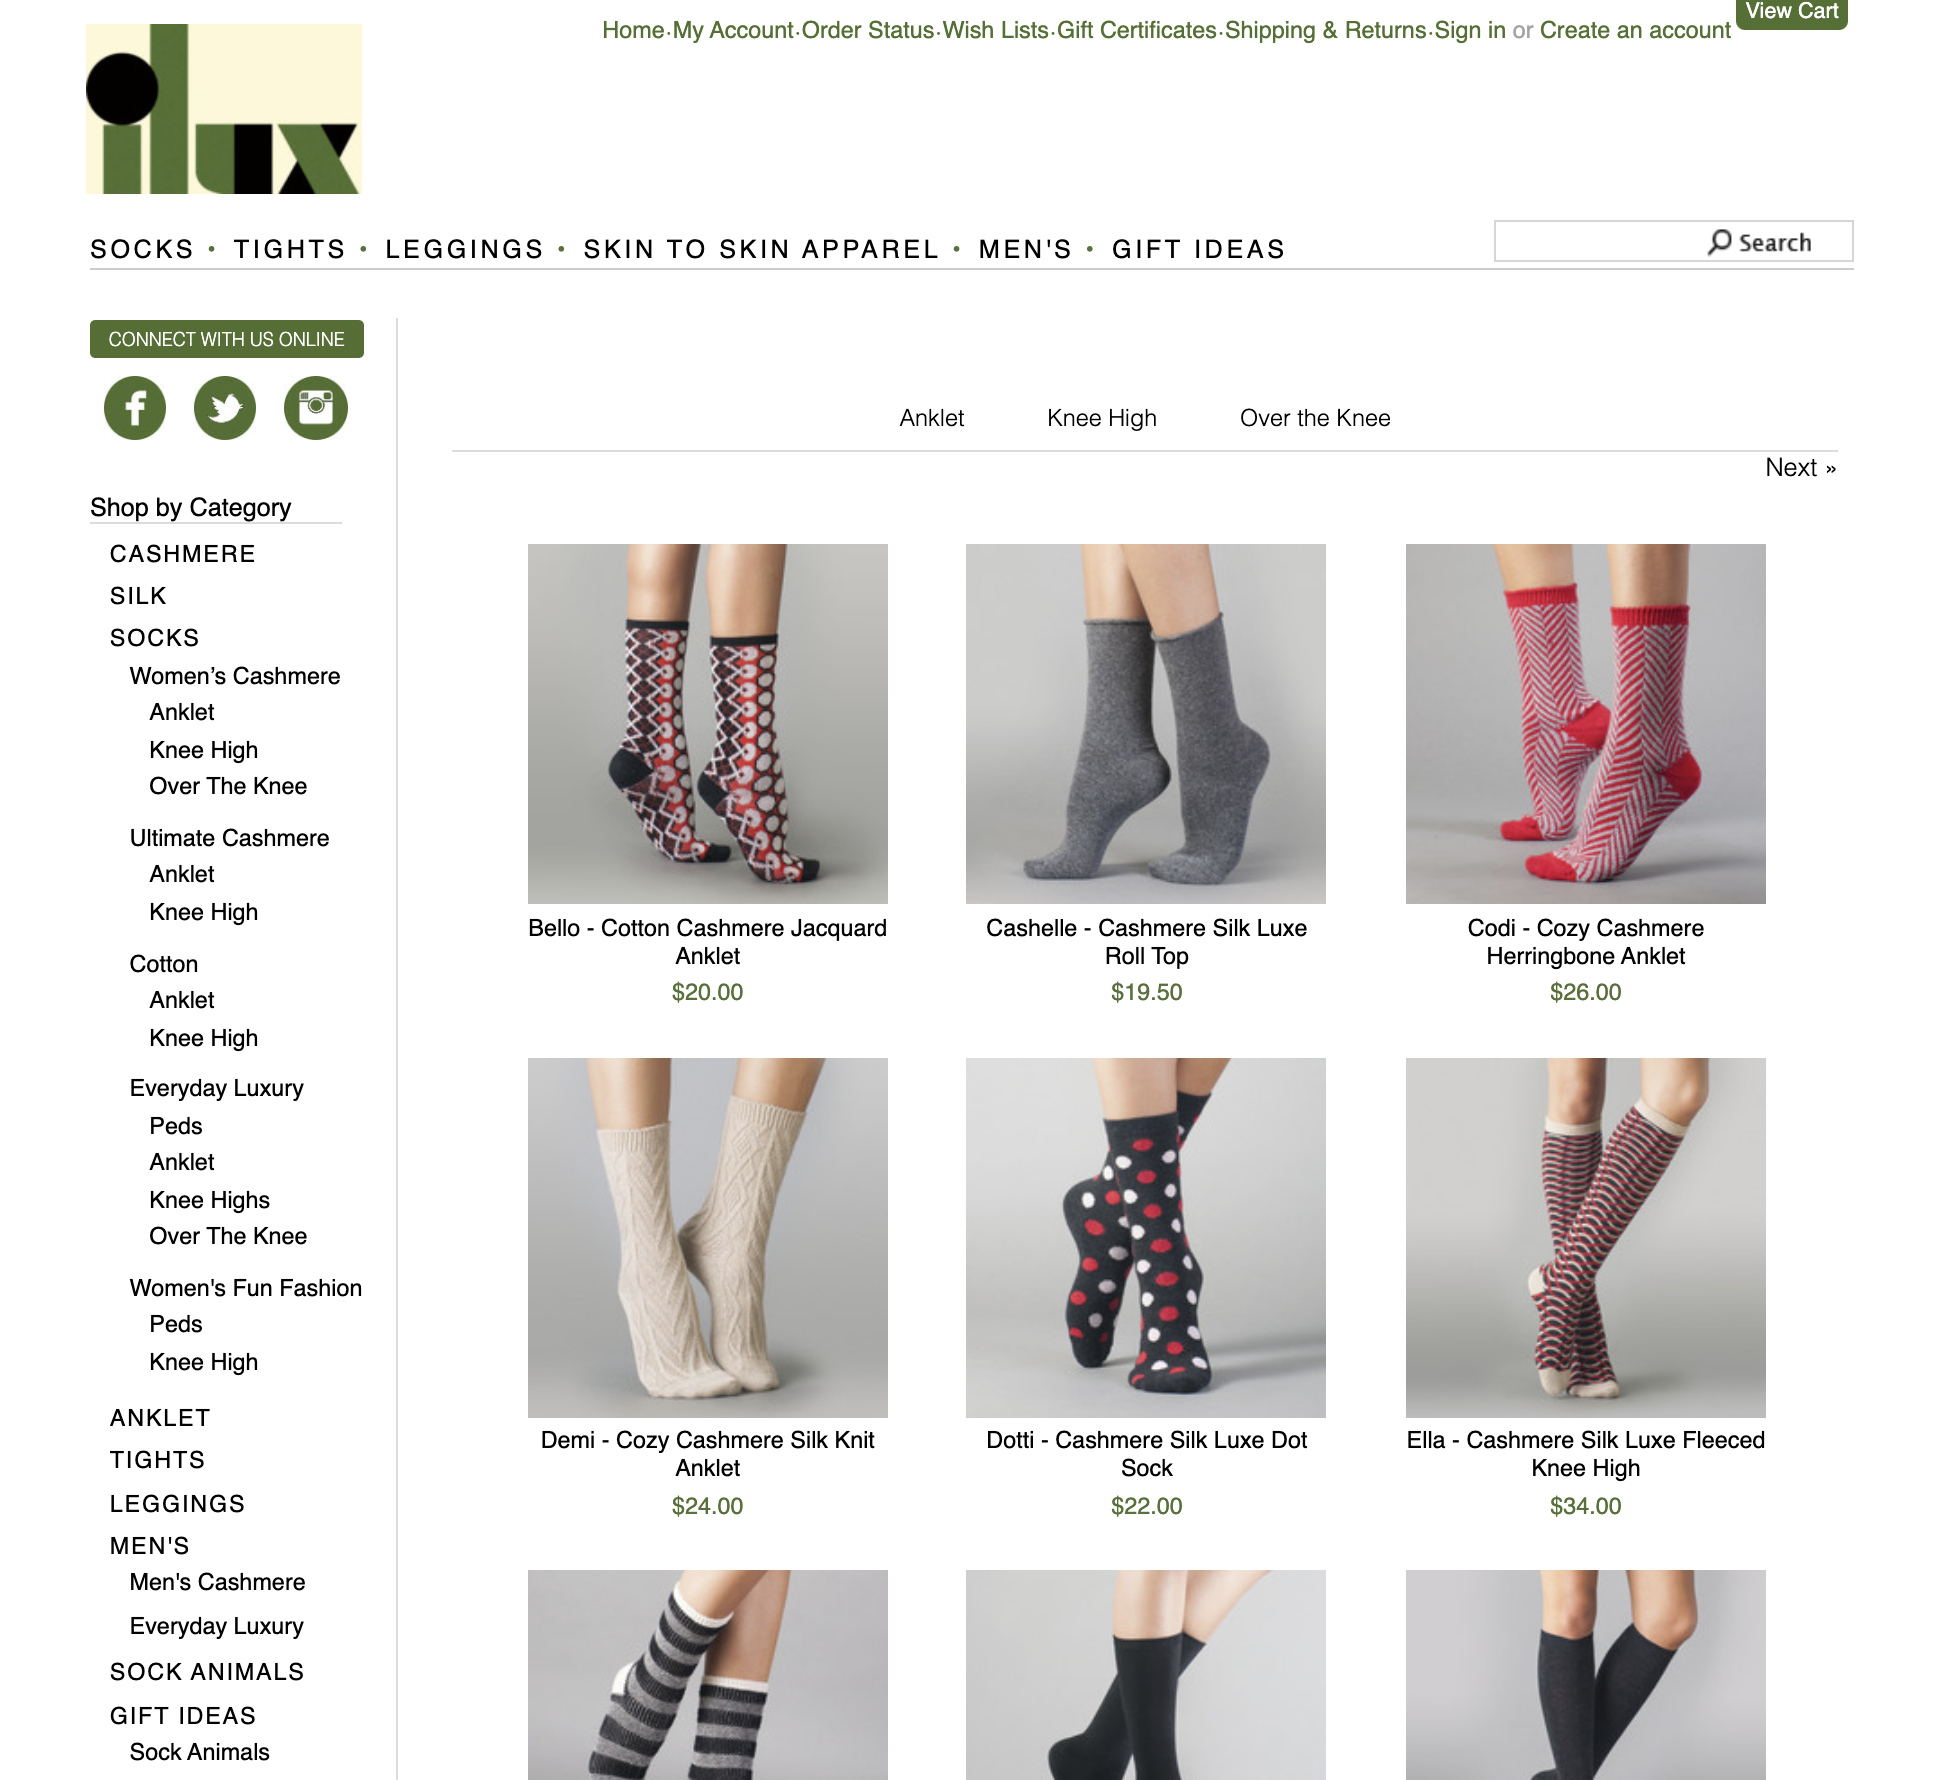 View Cart
Home·My Account·Order Status·Wish Lists·Gift Certificates·Shipping & Returns·Sign in or Create an account
ilux
SOCKS • TIGHTS • LEGGINGS • SKIN TO SKIN APPAREL • MEN'S • GIFT IDEAS
Search
CONNECT WITH US ONLINE
Shop by Category
CASHMERE
SILK
SOCKS
Women’s Cashmere
Anklet
Knee High
Over The Knee
Ultimate Cashmere
Anklet
Knee High
Cotton
Anklet
Knee High
Everyday Luxury
Peds
Anklet
Knee Highs
Over The Knee
Women's Fun Fashion
Peds
Knee High
ANKLET
TIGHTS
LEGGINGS
MEN'S
Men's Cashmere
Everyday Luxury
SOCK ANIMALS
GIFT IDEAS
Sock Animals
Anklet Knee High Over the Knee
Next »
Bello - Cotton Cashmere Jacquard
Anklet
$20.00
Cashelle - Cashmere Silk Luxe
Roll Top
$19.50
Codi - Cozy Cashmere
Herringbone Anklet
$26.00
Demi - Cozy Cashmere Silk Knit
Anklet
$24.00
Dotti - Cashmere Silk Luxe Dot
Sock
$22.00
Ella - Cashmere Silk Luxe Fleeced
Knee High
$34.00